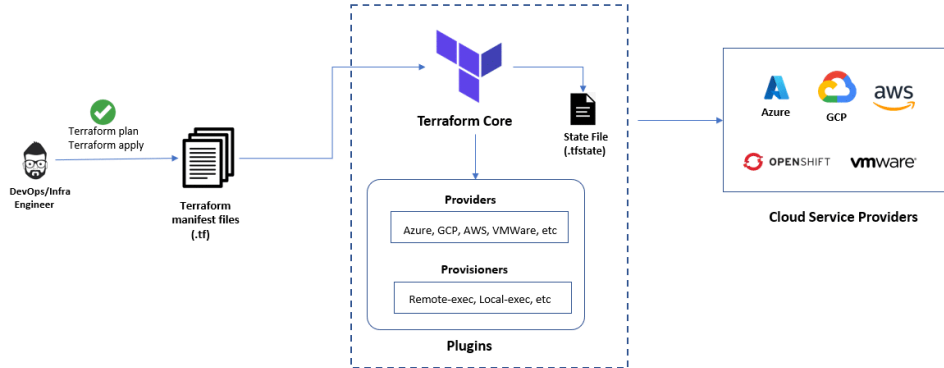 Terraform plan
Terraform apply
DevOps/Infra
Engineer
Terraform
manifest files
(.tf)
Terraform Core
State File
(.tfstate)
Providers
Azure, GCP, AWS, VMWare, etc
Provisioners
Remote-exec, Local-exec, etc
Plugins
Azure
GCP
aws
OPENSHIFT
vmware®
Cloud Service Providers